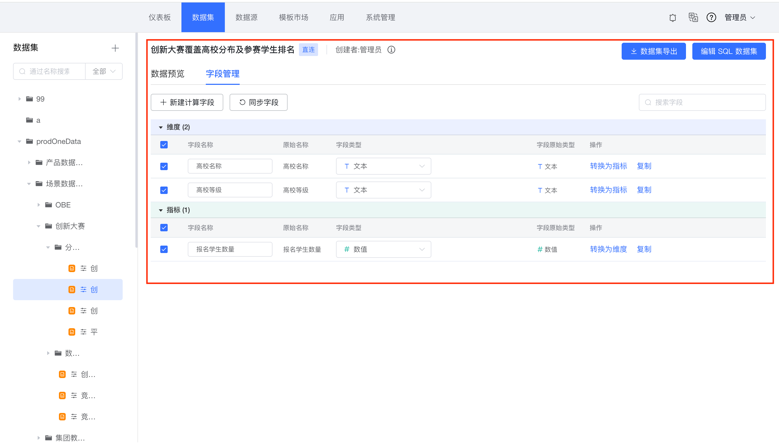 仪表板 数据集 数据源 模板市场 应用 系统管理 管理员
数据集
通过名称搜索 全部
99
a
prodOneData
产品数据...
场景数据...
OBE
创新大赛
分...
创
创
创
平
数...
创...
竞...
竞...
集团教...
创新大赛覆盖高校分布及参赛学生排名 直连 创建者:管理员 数据集导出 编辑 SQL 数据集
数据预览 字段管理
新建计算字段 同步字段 搜索字段
维度 (2)
字段名称 原始名称 字段类型 字段原始类型 操作
高校名称 高校名称 T 文本 T 文本 转换为指标 复制
高校等级 高校等级 T 文本 T 文本 转换为指标 复制
指标 (1)
字段名称 原始名称 字段类型 字段原始类型 操作
报名学生数量 报名学生数量 # 数值 # 数值 转换为维度 复制